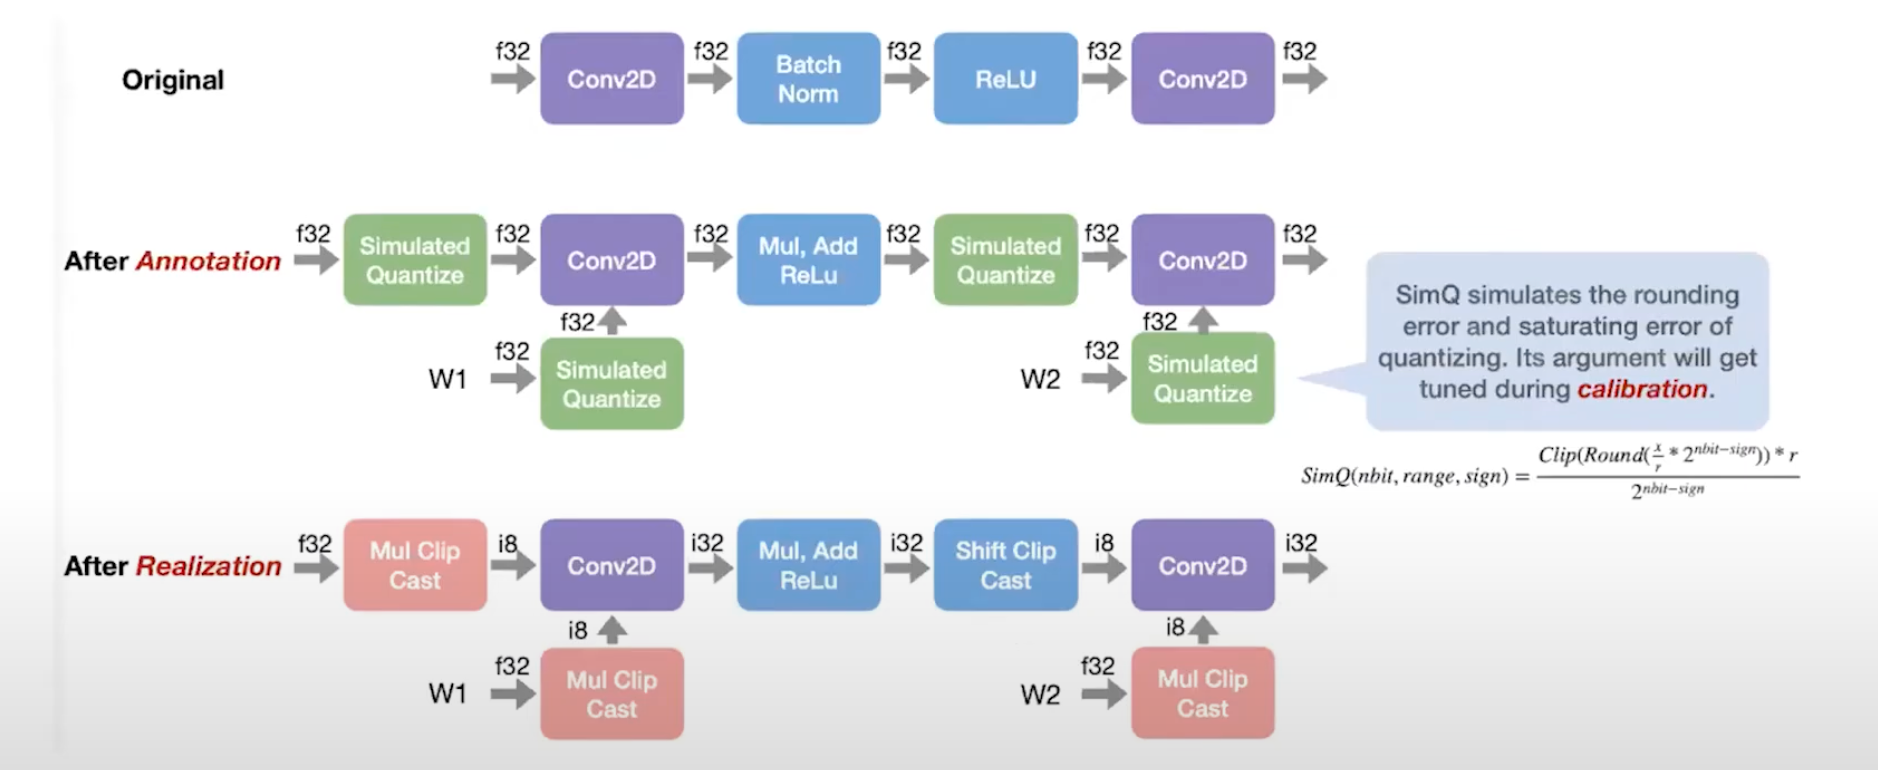 f32 f32 f32 f32 f32
Original Conv2D Batch Norm ReLU Conv2D
f32 f32 f32 f32 f32 f32
After Annotation Simulated Quantize Conv2D Mul, Add ReLu Simulated Quantize Conv2D
f32 f32
W1 f32 Simulated Quantize W2 f32 Simulated Quantize
SimQ simulates the rounding
error and saturating error of
quantizing. Its argument will get
tuned during calibration.
SimQ(nbit, range, sign) = Clip(Round(x/r * 2^nbit−sign)) * r / 2^nbit−sign
f32 i8 i32 i32 i8 i32
After Realization Mul Clip Cast Conv2D Mul, Add ReLu Shift Clip Cast Conv2D
i8 i8
W1 f32 Mul Clip Cast W2 f32 Mul Clip Cast